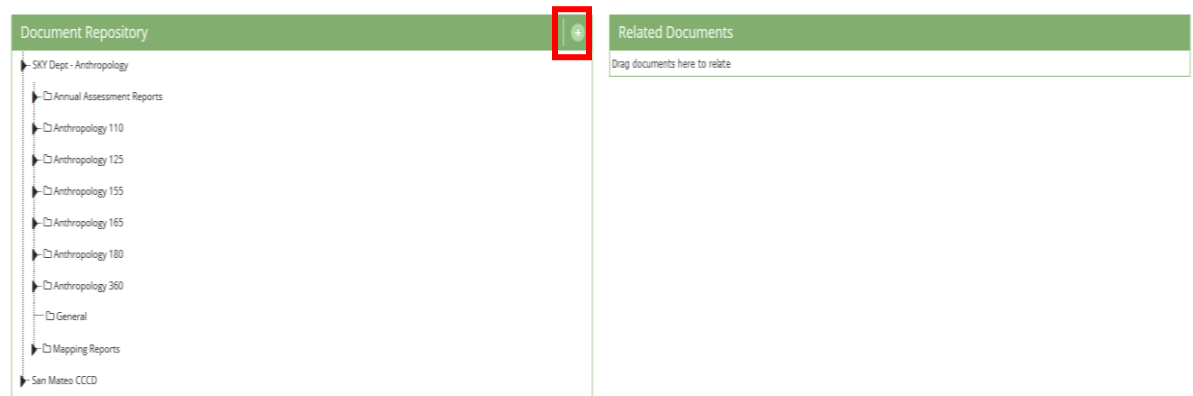 Document Repository
SKY Dept - Anthropology
Annual Assessment Reports
Anthropology 110
Anthropology 125
Anthropology 155
Anthropology 165
Anthropology 180
Anthropology 360
General
Mapping Reports
San Mateo CCCD
Related Documents
Drag documents here to relate